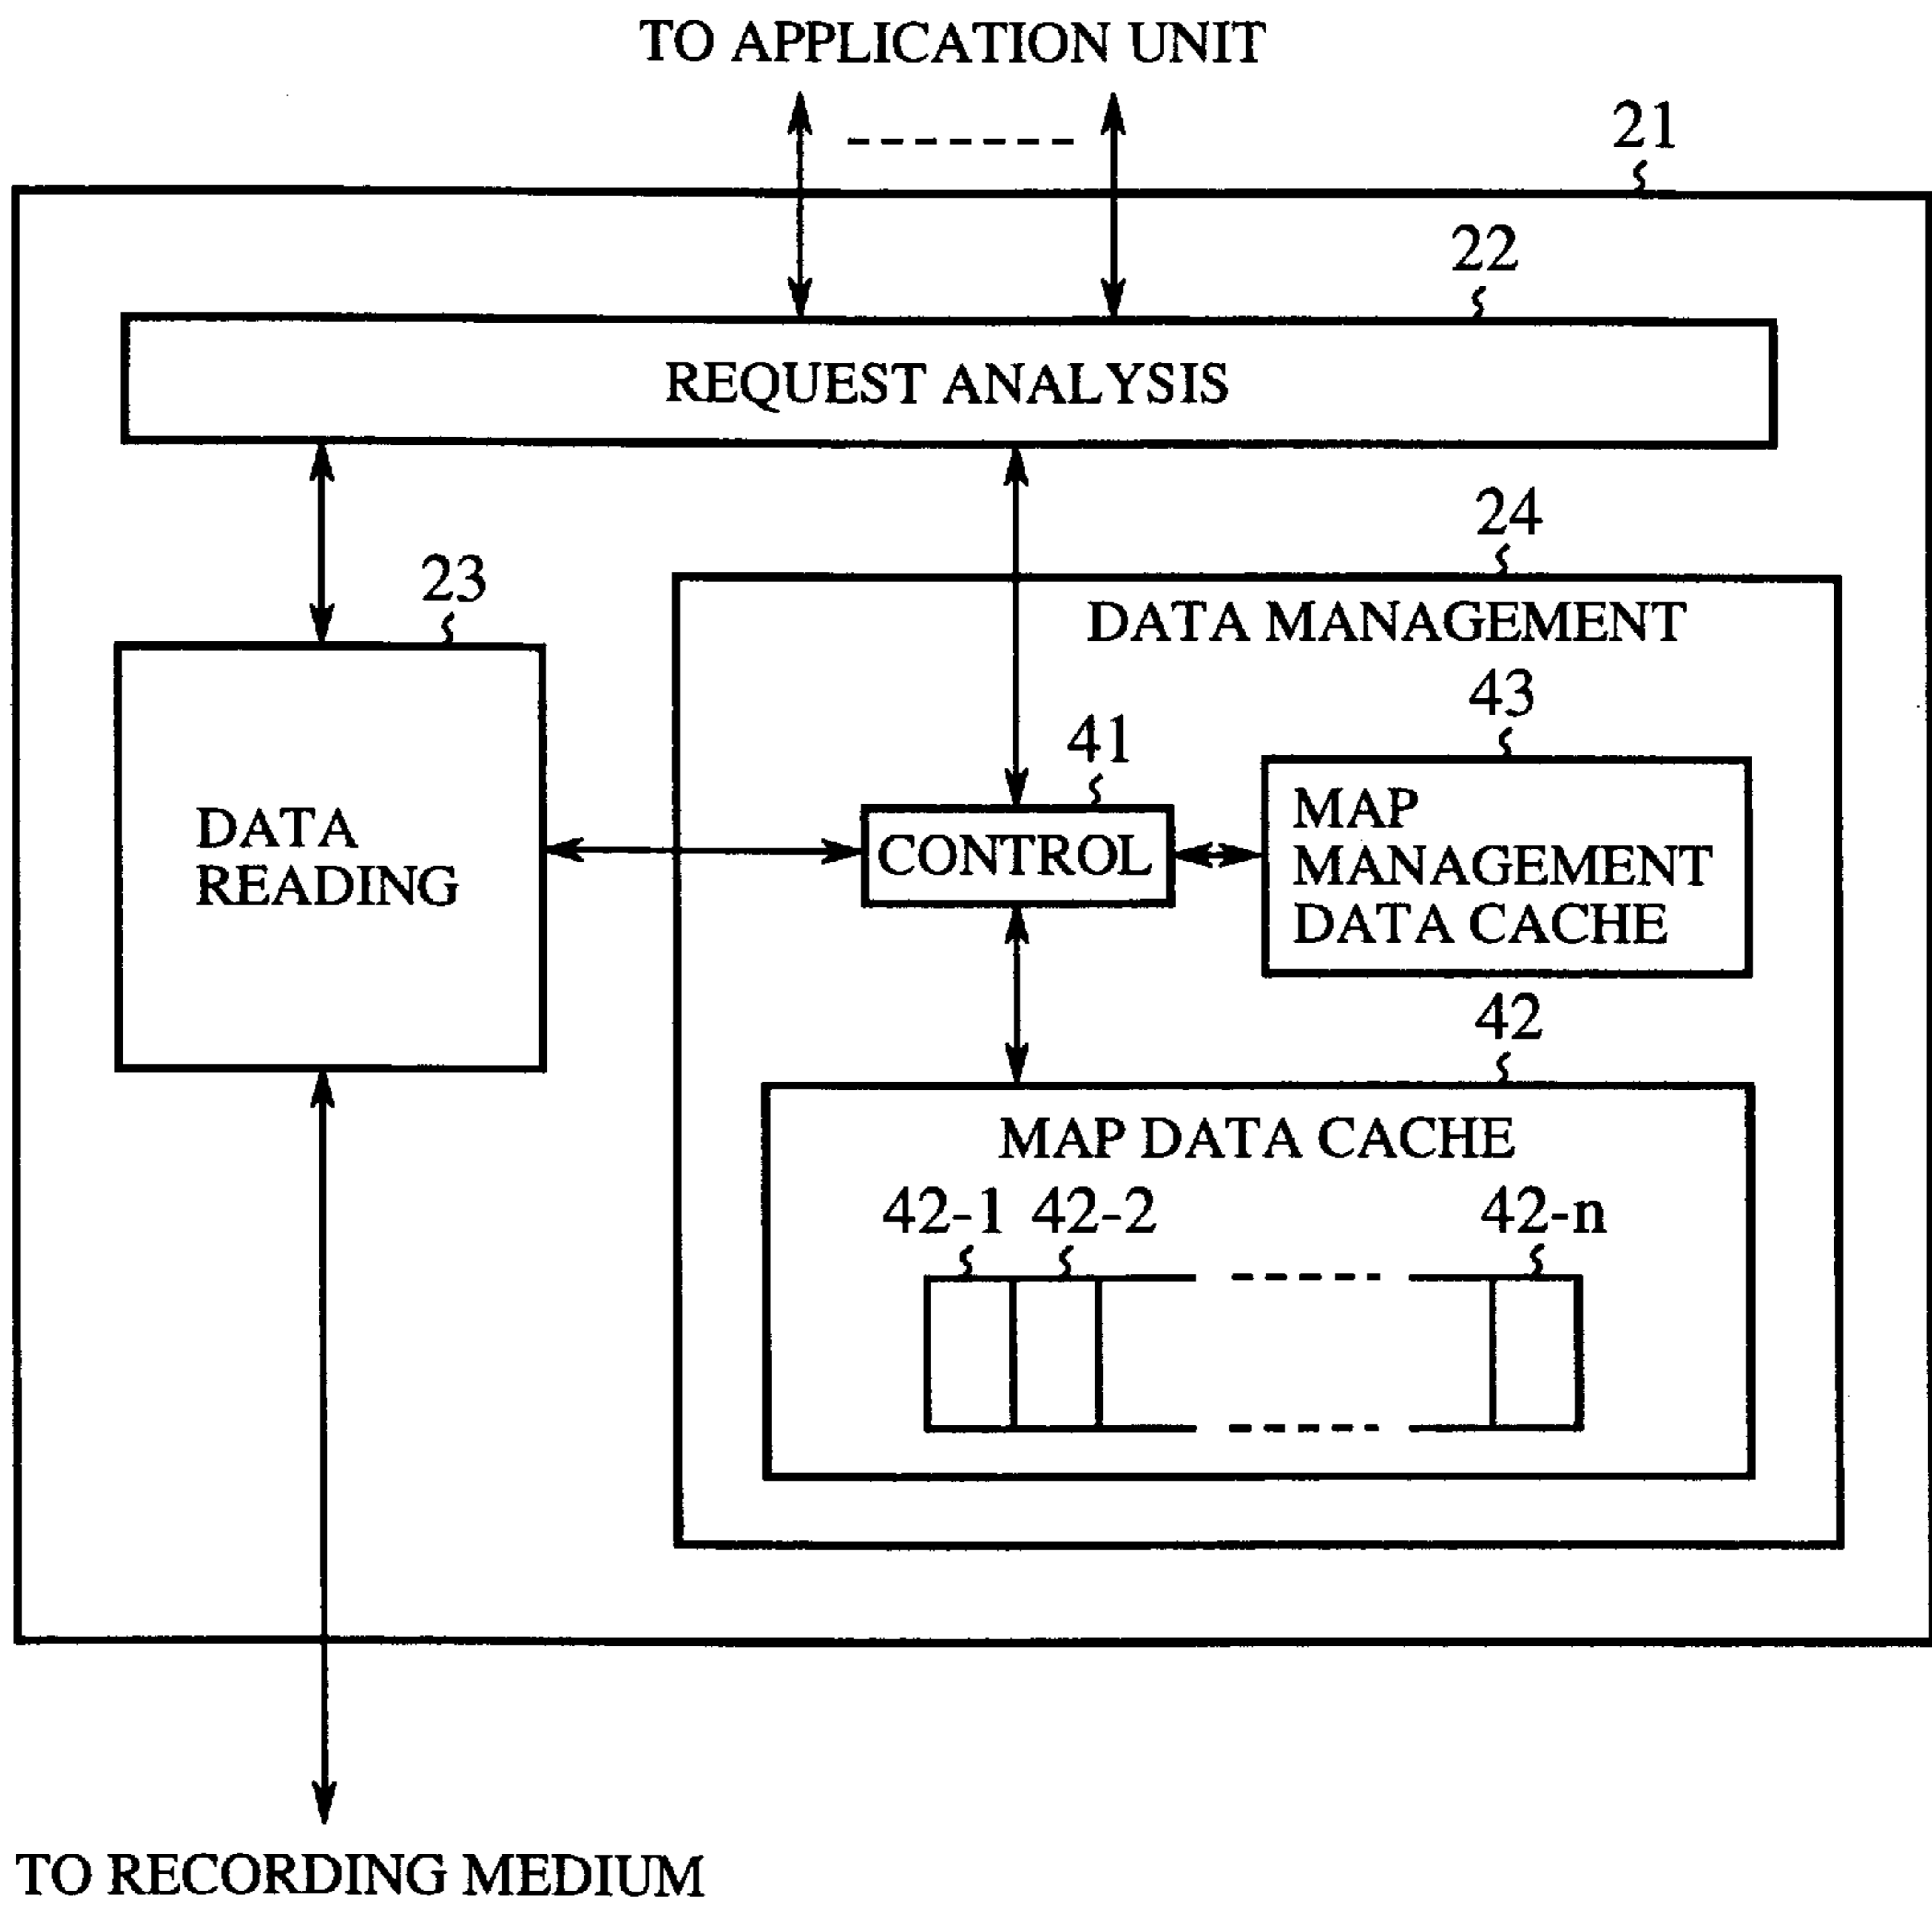 TO APPLICATION UNIT
21
22
REQUEST ANALYSIS
24
23
DATA MANAGEMENT
43
41
DATA
READING
CONTROL
MAP
MANAGEMENT
DATA CACHE
42
MAP DATA CACHE
42-1 42-2 42-n
TO RECORDING MEDIUM